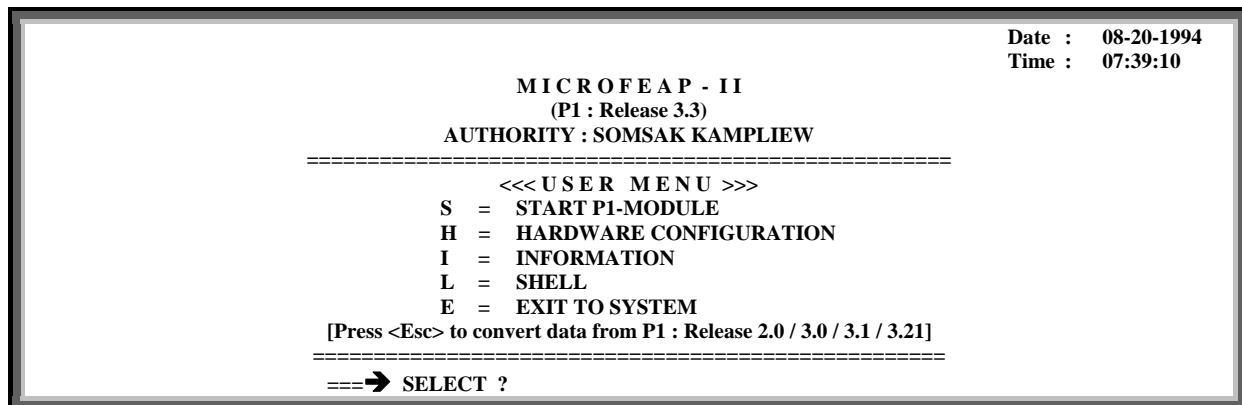 Date : 08-20-1994
Time : 07:39:10
M I C R O F E A P - I I
(P1 : Release 3.3)
AUTHORITY : SOMSAK KAMPLIEW
=====================================================
<<< U S E R M E N U >>>
S = START P1-MODULE
H = HARDWARE CONFIGURATION
I = INFORMATION
L = SHELL
E = EXIT TO SYSTEM
[Press <Esc> to convert data from P1 : Release 2.0 / 3.0 / 3.1 / 3.21]
====================================================
===➔ SELECT ?